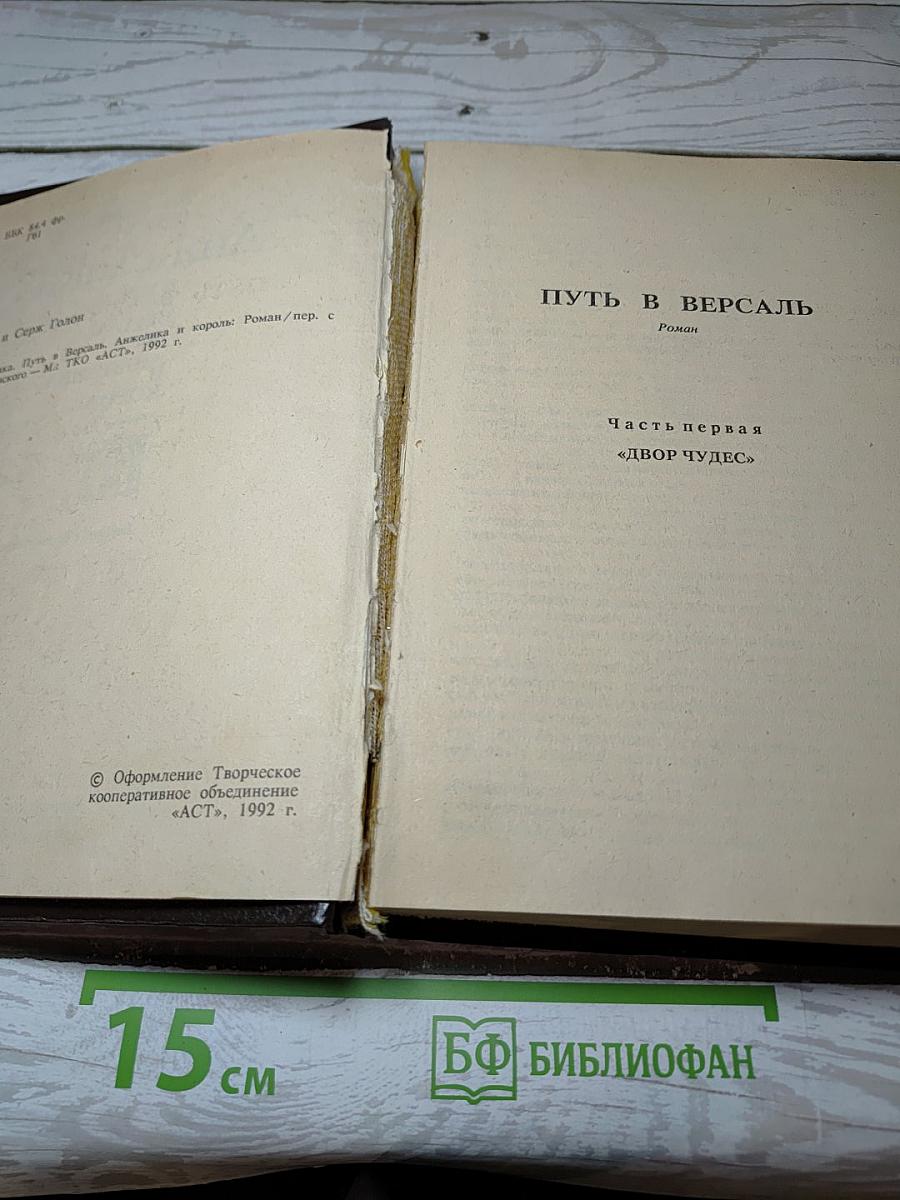 ББК 84.4 Фр.
Г61
и Серж Голон
ка. Путь в Версаль. Анжелика и король: Роман/пер. с
ского — М.: ТКО «АСТ», 1992 г.
© Оформление Творческое
кооперативное объединение
«АСТ», 1992 г.
ПУТЬ В ВЕРСАЛЬ
Роман
Часть первая
«ДВОР ЧУДЕС»
15 см
БФ БИБЛИОФАН